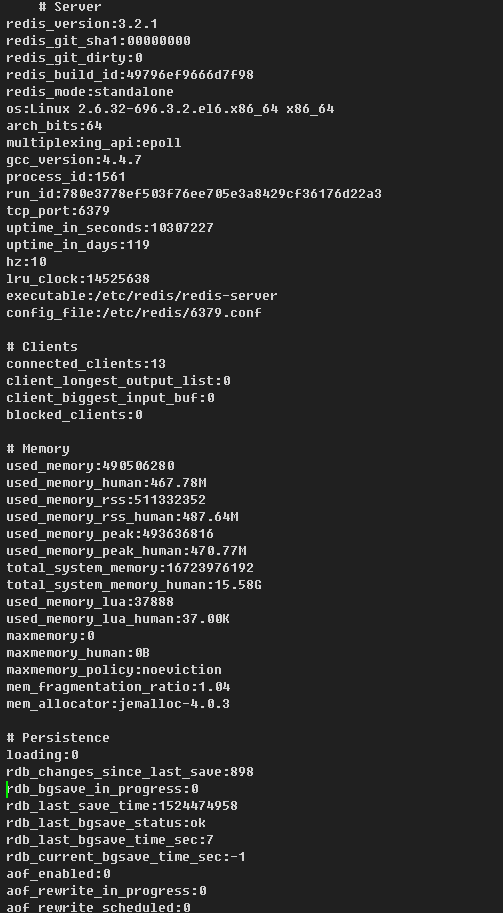 # Server
redis_version:3.2.1
redis_git_sha1:00000000
redis_git_dirty:0
redis_build_id:49796ef9666d7f98
redis_mode:standalone
os:Linux 2.6.32-696.3.2.el6.x86_64 x86_64
arch_bits:64
multiplexing_api:epoll
gcc_version:4.4.7
process_id:1561
run_id:780e3778ef503f76ee705e3a8429cf36176d22a3
tcp_port:6379
uptime_in_seconds:10307227
uptime_in_days:119
hz:10
lru_clock:14525638
executable:/etc/redis/redis-server
config_file:/etc/redis/6379.conf

# Clients
connected_clients:13
client_longest_output_list:0
client_biggest_input_buf:0
blocked_clients:0

# Memory
used_memory:490506280
used_memory_human:467.78M
used_memory_rss:511332352
used_memory_rss_human:487.64M
used_memory_peak:493636816
used_memory_peak_human:470.77M
total_system_memory:16723976192
total_system_memory_human:15.58G
used_memory_lua:37888
used_memory_lua_human:37.00K
maxmemory:0
maxmemory_human:0B
maxmemory_policy:noeviction
mem_fragmentation_ratio:1.04
mem_allocator:jemalloc-4.0.3

# Persistence
loading:0
rdb_changes_since_last_save:898
rdb_bgsave_in_progress:0
rdb_last_save_time:1524474958
rdb_last_bgsave_status:ok
rdb_last_bgsave_time_sec:7
rdb_current_bgsave_time_sec:-1
aof_enabled:0
aof_rewrite_in_progress:0
aof_rewrite_scheduled:0